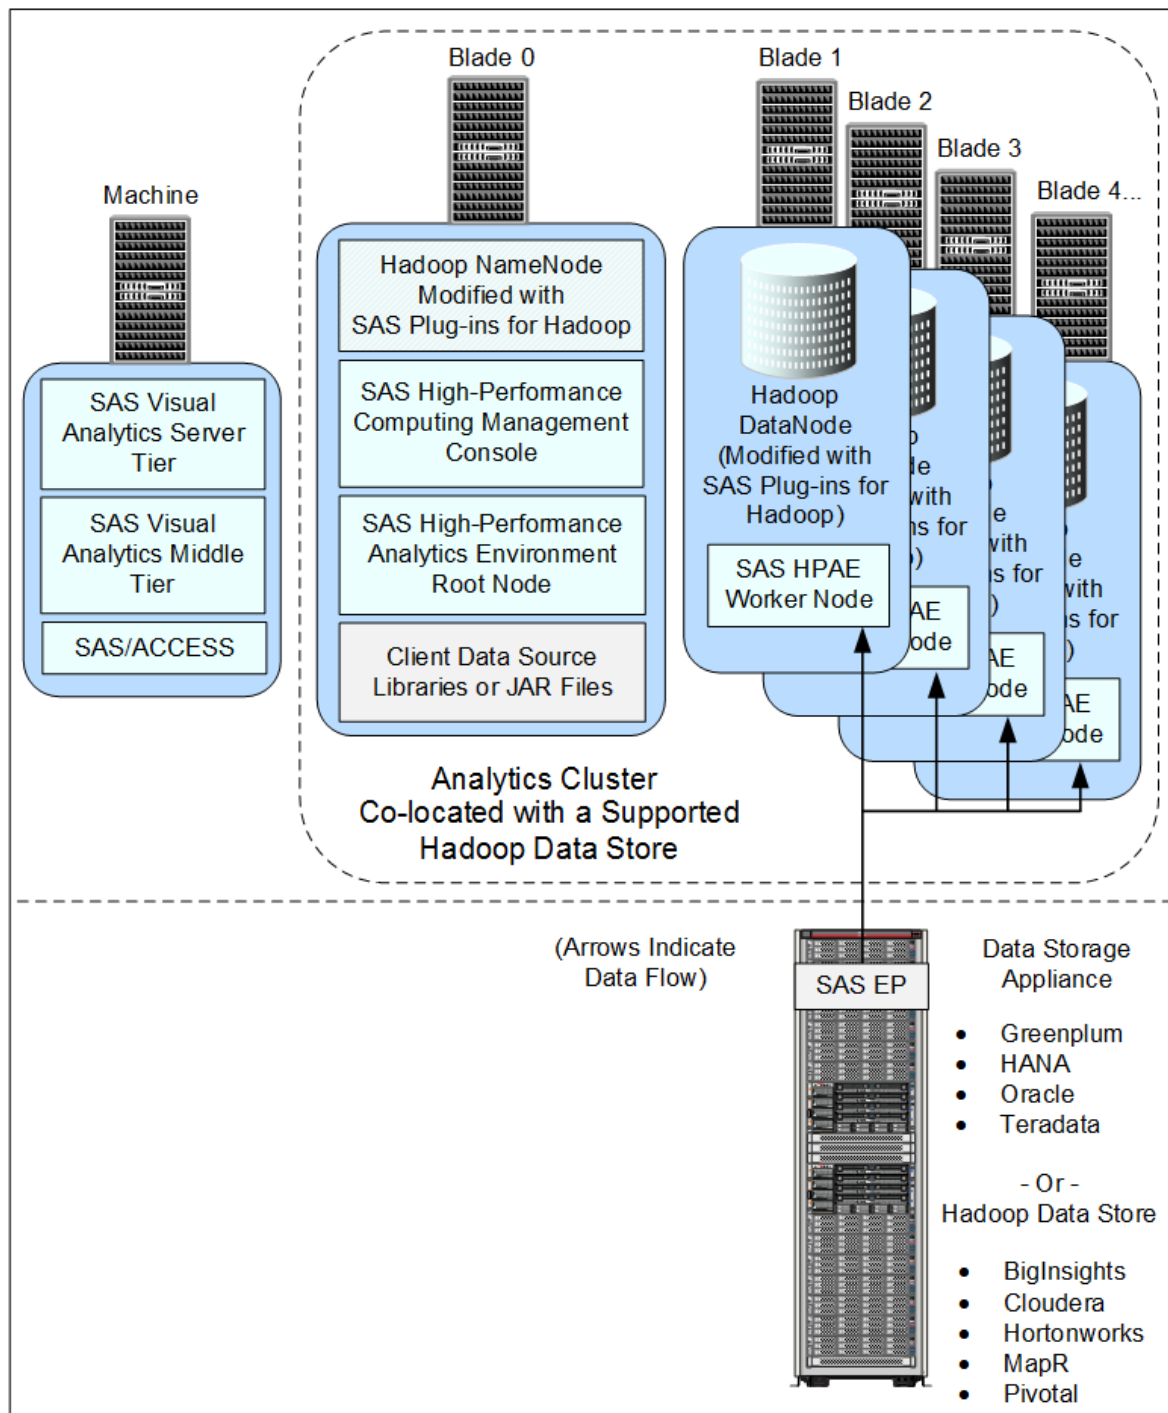 Blade 0
Blade 1
Blade 2
Blade 3
Blade 4...
Machine
SAS Visual
Analytics Server
Tier
SAS Visual
Analytics Middle
Tier
SAS/ACCESS
Hadoop NameNode
Modified with
SAS Plug-ins for Hadoop
SAS High-Performance
Computing Management
Console
SAS High-Performance
Analytics Environment
Root Node
Client Data Source
Libraries or JAR Files
Hadoop
DataNode
(Modified with
SAS Plug-ins for
Hadoop)
SAS HPAE
Worker Node
Analytics Cluster
Co-located with a Supported
Hadoop Data Store
(Arrows Indicate
Data Flow)
SAS EP
Data Storage
Appliance
• Greenplum
• HANA
• Oracle
• Teradata
- Or -
Hadoop Data Store
• BigInsights
• Cloudera
• Hortonworks
• MapR
• Pivotal